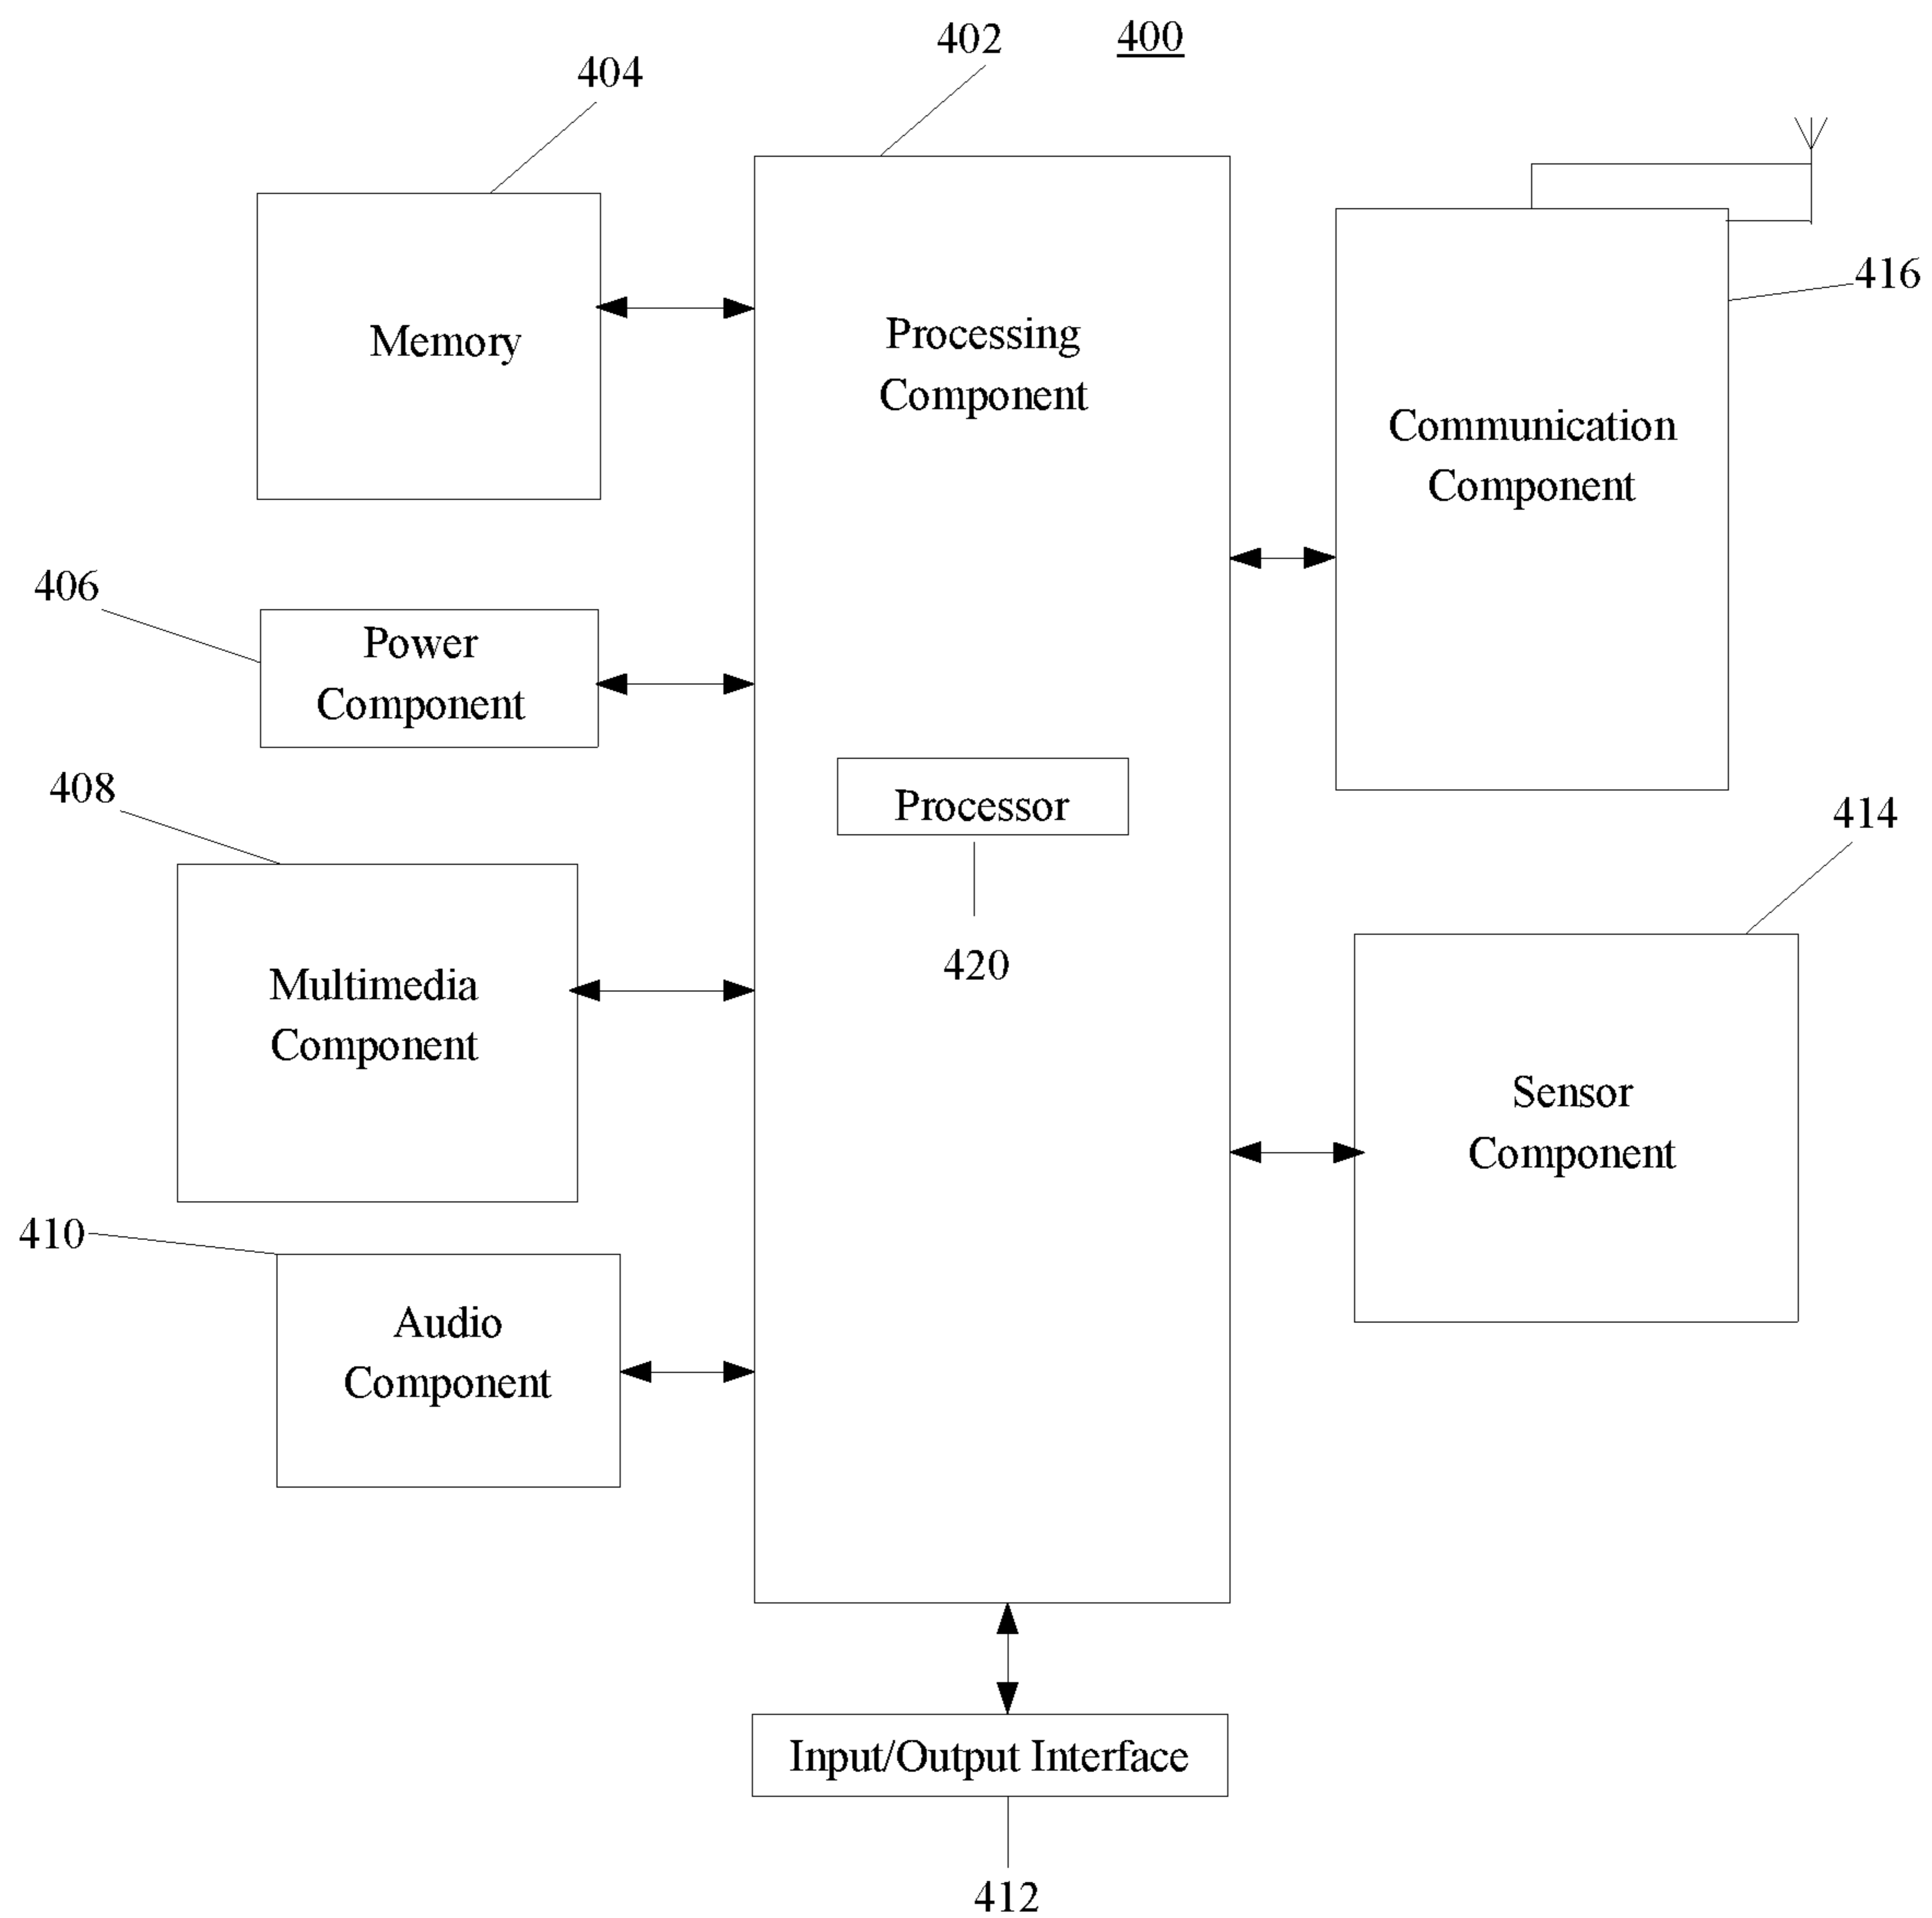 402
400
404
416
Memory
Processing
Component
Communication
Component
406
Power
Component
408
Processor
414
420
Multimedia
Component
Sensor
Component
410
Audio
Component
Input/Output Interface
412